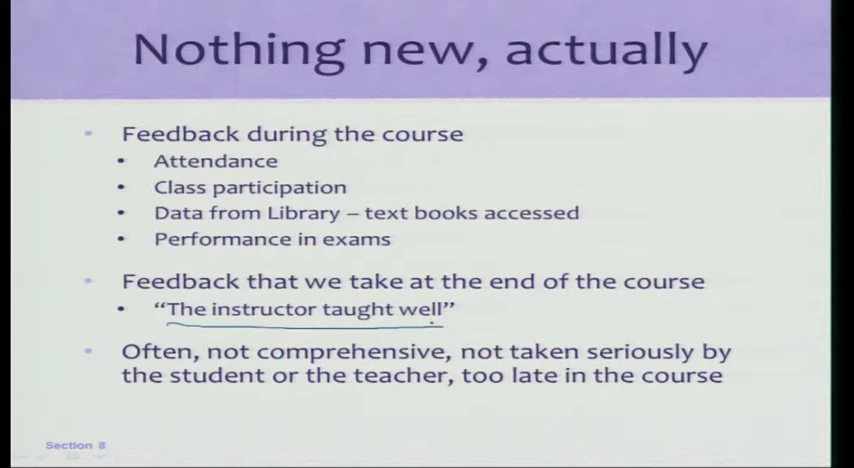 Nothing new, actually
• Feedback during the course
• Attendance
• Class participation
• Data from Library – text books accessed
• Performance in exams
• Feedback that we take at the end of the course
• “The instructor taught well”
• Often, not comprehensive, not taken seriously by
the student or the teacher, too late in the course
Section 8